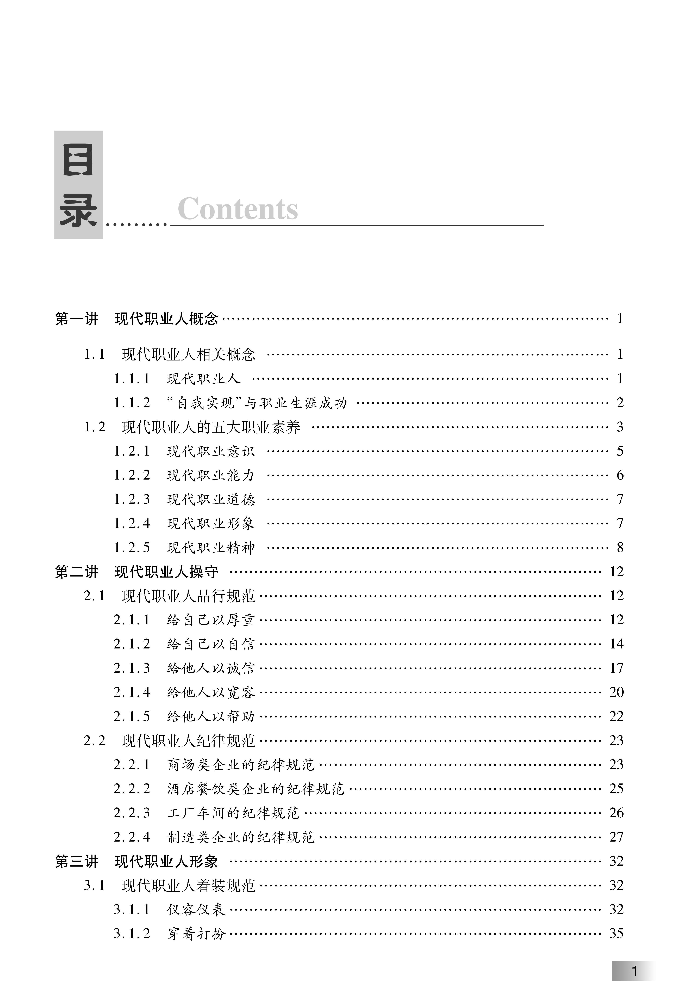 目录
Contents
第一讲　现代职业人概念…………………………………………………………………… 1
1.1　现代职业人相关概念 …………………………………………………………… 1
1.1.1　现代职业人 ……………………………………………………………… 1
1.1.2　“自我实现”与职业生涯成功 …………………………………………… 2
1.2　现代职业人的五大职业素养 …………………………………………………… 3
1.2.1　现代职业意识 …………………………………………………………… 5
1.2.2　现代职业能力 …………………………………………………………… 6
1.2.3　现代职业道德 …………………………………………………………… 7
1.2.4　现代职业形象 …………………………………………………………… 7
1.2.5　现代职业精神 …………………………………………………………… 8
第二讲　现代职业人操守 ………………………………………………………………… 12
2.1　现代职业人品行规范…………………………………………………………… 12
2.1.1　给自己以厚重…………………………………………………………… 12
2.1.2　给自己以自信…………………………………………………………… 14
2.1.3　给他人以诚信…………………………………………………………… 17
2.1.4　给他人以宽容…………………………………………………………… 20
2.1.5　给他人以帮助…………………………………………………………… 22
2.2　现代职业人纪律规范…………………………………………………………… 23
2.2.1　商场类企业的纪律规范………………………………………………… 23
2.2.2　酒店餐饮类企业的纪律规范…………………………………………… 25
2.2.3　工厂车间的纪律规范…………………………………………………… 26
2.2.4　制造类企业的纪律规范………………………………………………… 27
第三讲　现代职业人形象 ………………………………………………………………… 32
3.1　现代职业人着装规范…………………………………………………………… 32
3.1.1　仪容仪表………………………………………………………………… 32
3.1.2　穿着打扮………………………………………………………………… 35
1